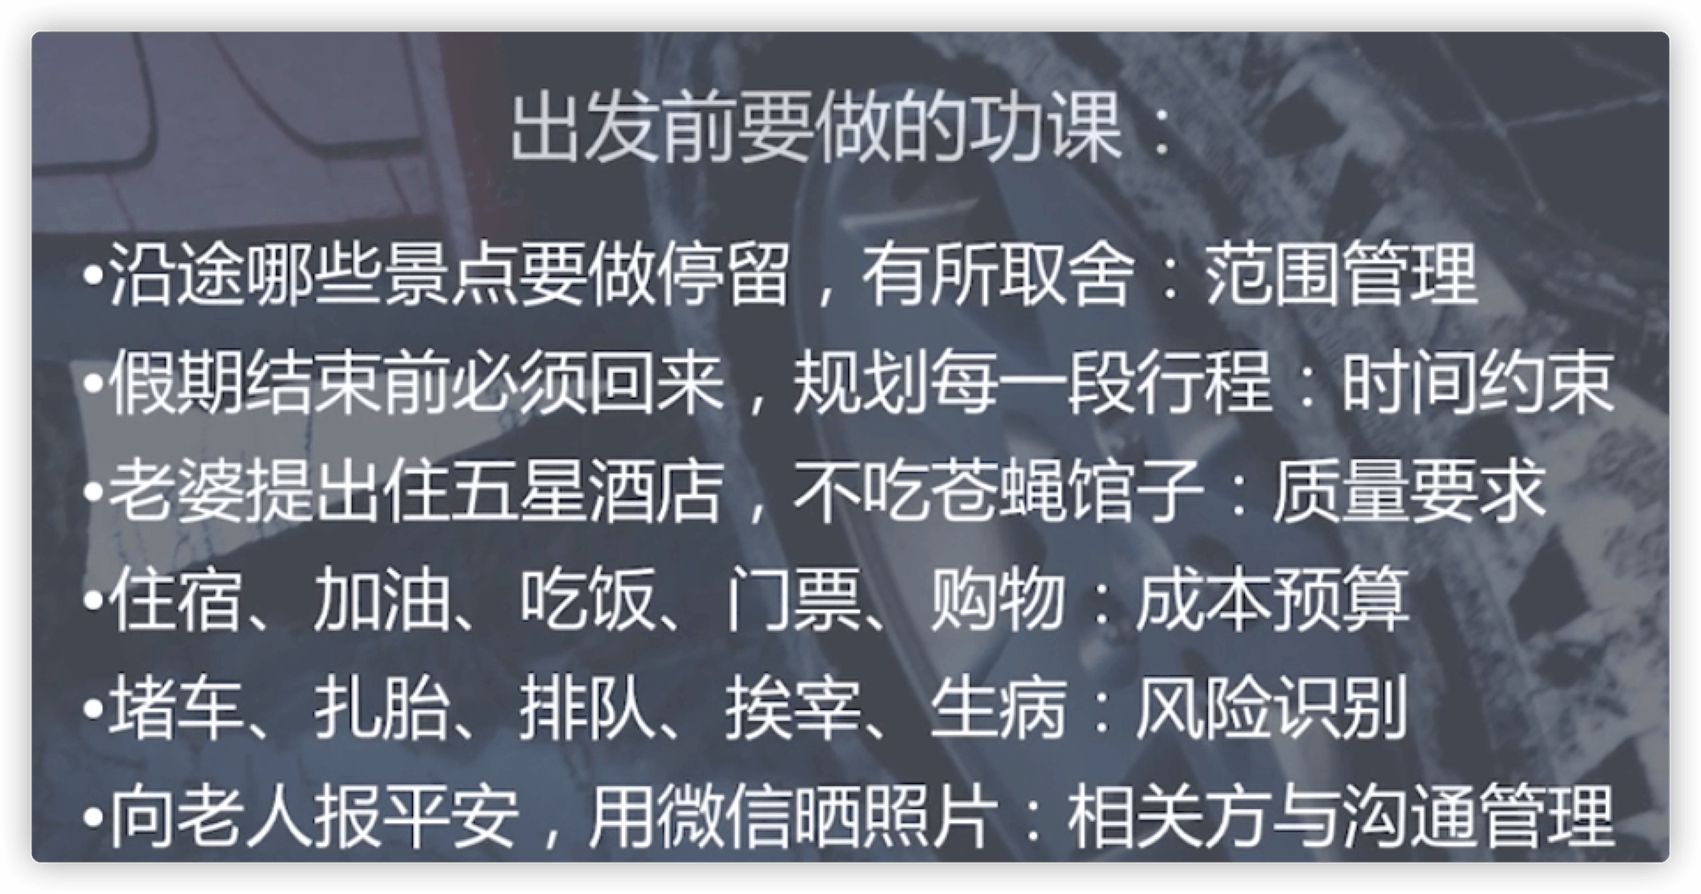 出发前要做的功课：
•沿途哪些景点要做停留，有所取舍：范围管理
•假期结束前必须回来，规划每一段行程：时间约束
•老婆提出住五星酒店，不吃苍蝇馆子：质量要求
•住宿、加油、吃饭、门票、购物：成本预算
•堵车、扎胎、排队、挨宰、生病：风险识别
•向老人报平安，用微信晒照片：相关方与沟通管理